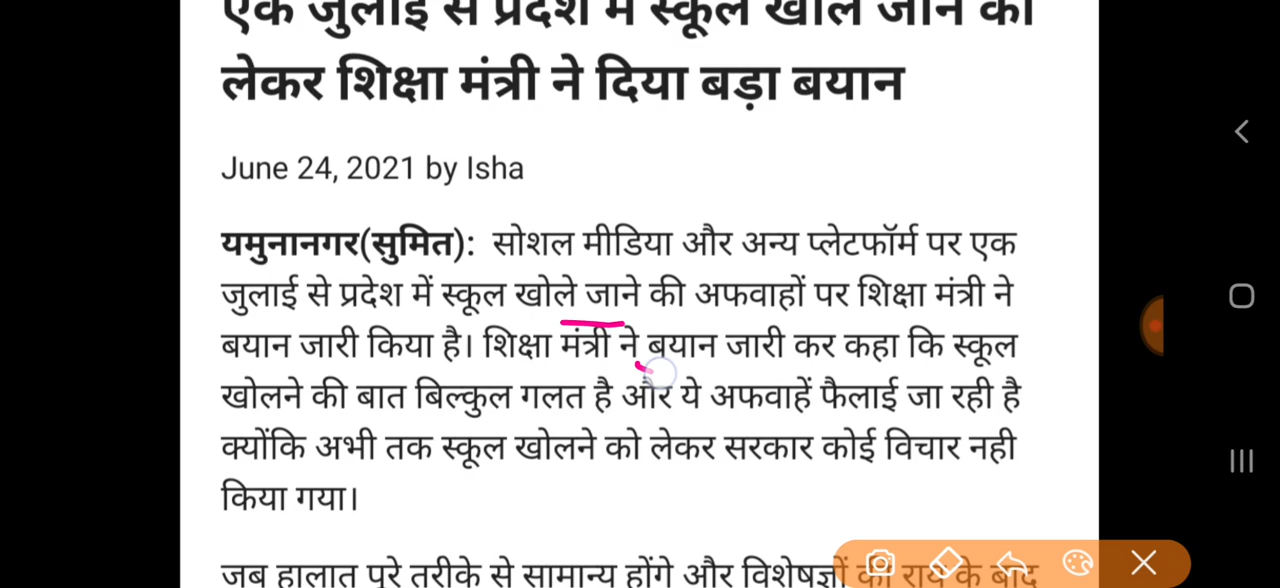 एक जुलाई से प्रदेश में स्कूल खोले जाने को
लेकर शिक्षा मंत्री ने दिया बड़ा बयान
June 24, 2021 by Isha
यमुनानगर(सुमित): सोशल मीडिया और अन्य प्लेटफॉर्म पर एक
जुलाई से प्रदेश में स्कूल खोले जाने की अफवाहों पर शिक्षा मंत्री ने
बयान जारी किया है। शिक्षा मंत्री ने बयान जारी कर कहा कि स्कूल
खोलने की बात बिल्कुल गलत है और ये अफवाहें फैलाई जा रही है
क्योंकि अभी तक स्कूल खोलने को लेकर सरकार कोई विचार नही
किया गया।
जब हालात पूरे तरीके से सामान्य होंगे और विशेषज्ञों की राय के बाद